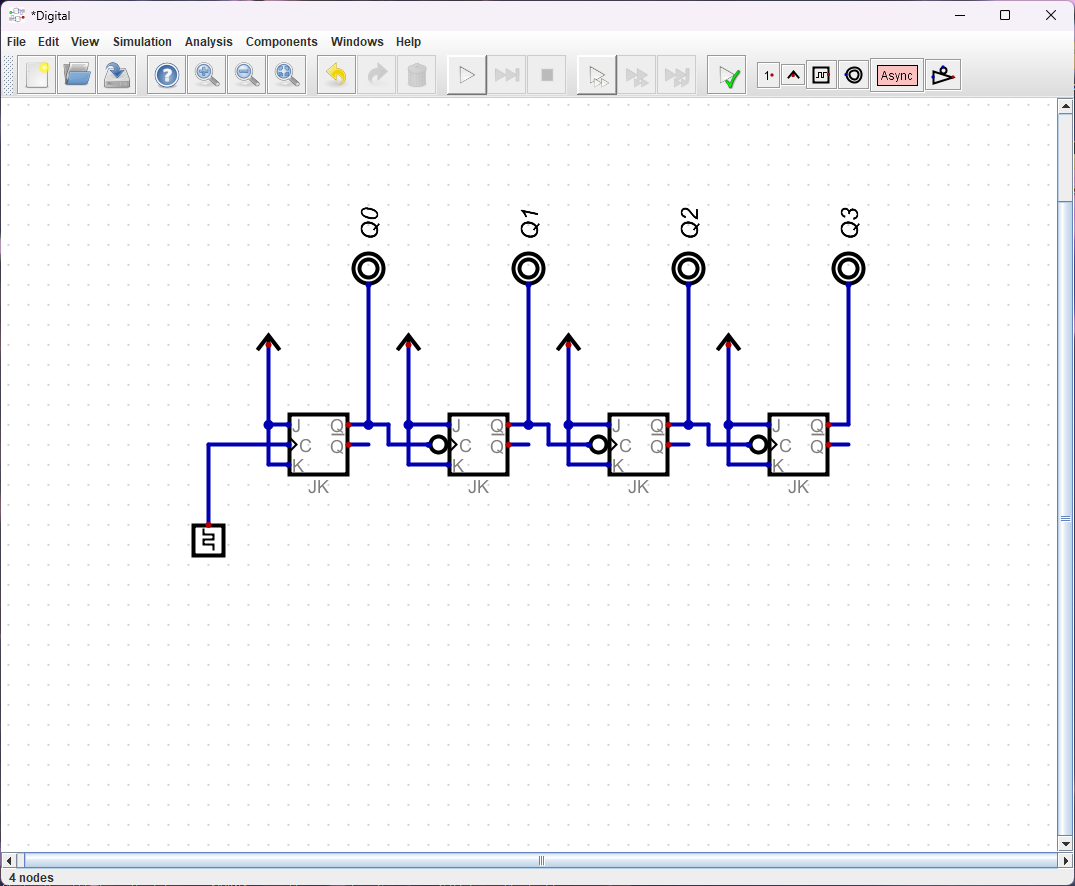 *Digital
File Edit View Simulation Analysis Components Windows Help
? 1 Async
Q0 Q1 Q2 Q3
J Q J Q J Q J Q
C Q C Q C Q C Q
K K K K
JK JK JK JK
4 nodes